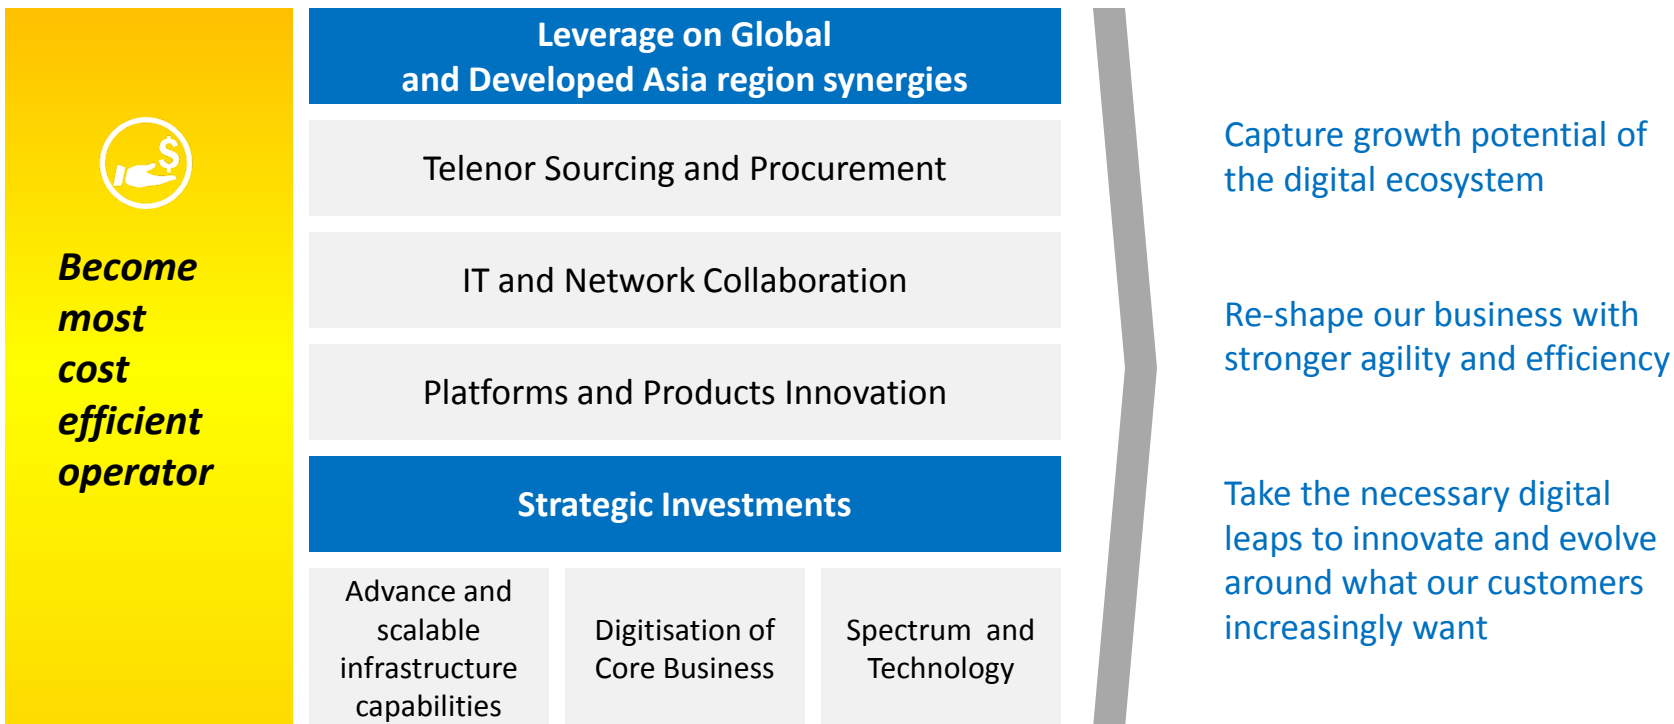 Become
most
cost
efficient
operator
Leverage on Global
and Developed Asia region synergies
Telenor Sourcing and Procurement
IT and Network Collaboration
Platforms and Products Innovation
Strategic Investments
Advance and
scalable
infrastructure
capabilities
Digitisation of
Core Business
Spectrum and
Technology
Capture growth potential of
the digital ecosystem
Re-shape our business with
stronger agility and efficiency
Take the necessary digital
leaps to innovate and evolve
around what our customers
increasingly want